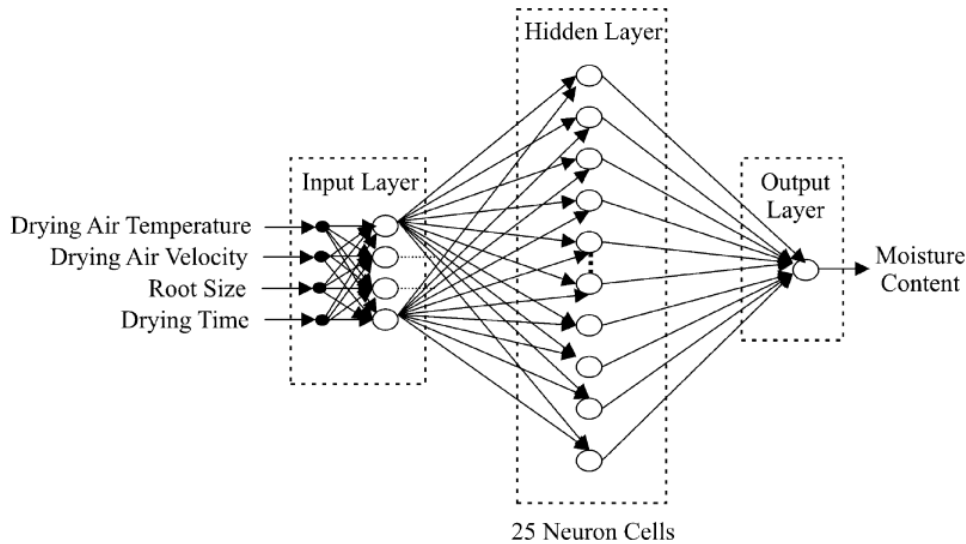 Hidden Layer
Input Layer
Output
Layer
Drying Air Temperature
Drying Air Velocity
Root Size
Drying Time
Moisture
Content
25 Neuron Cells